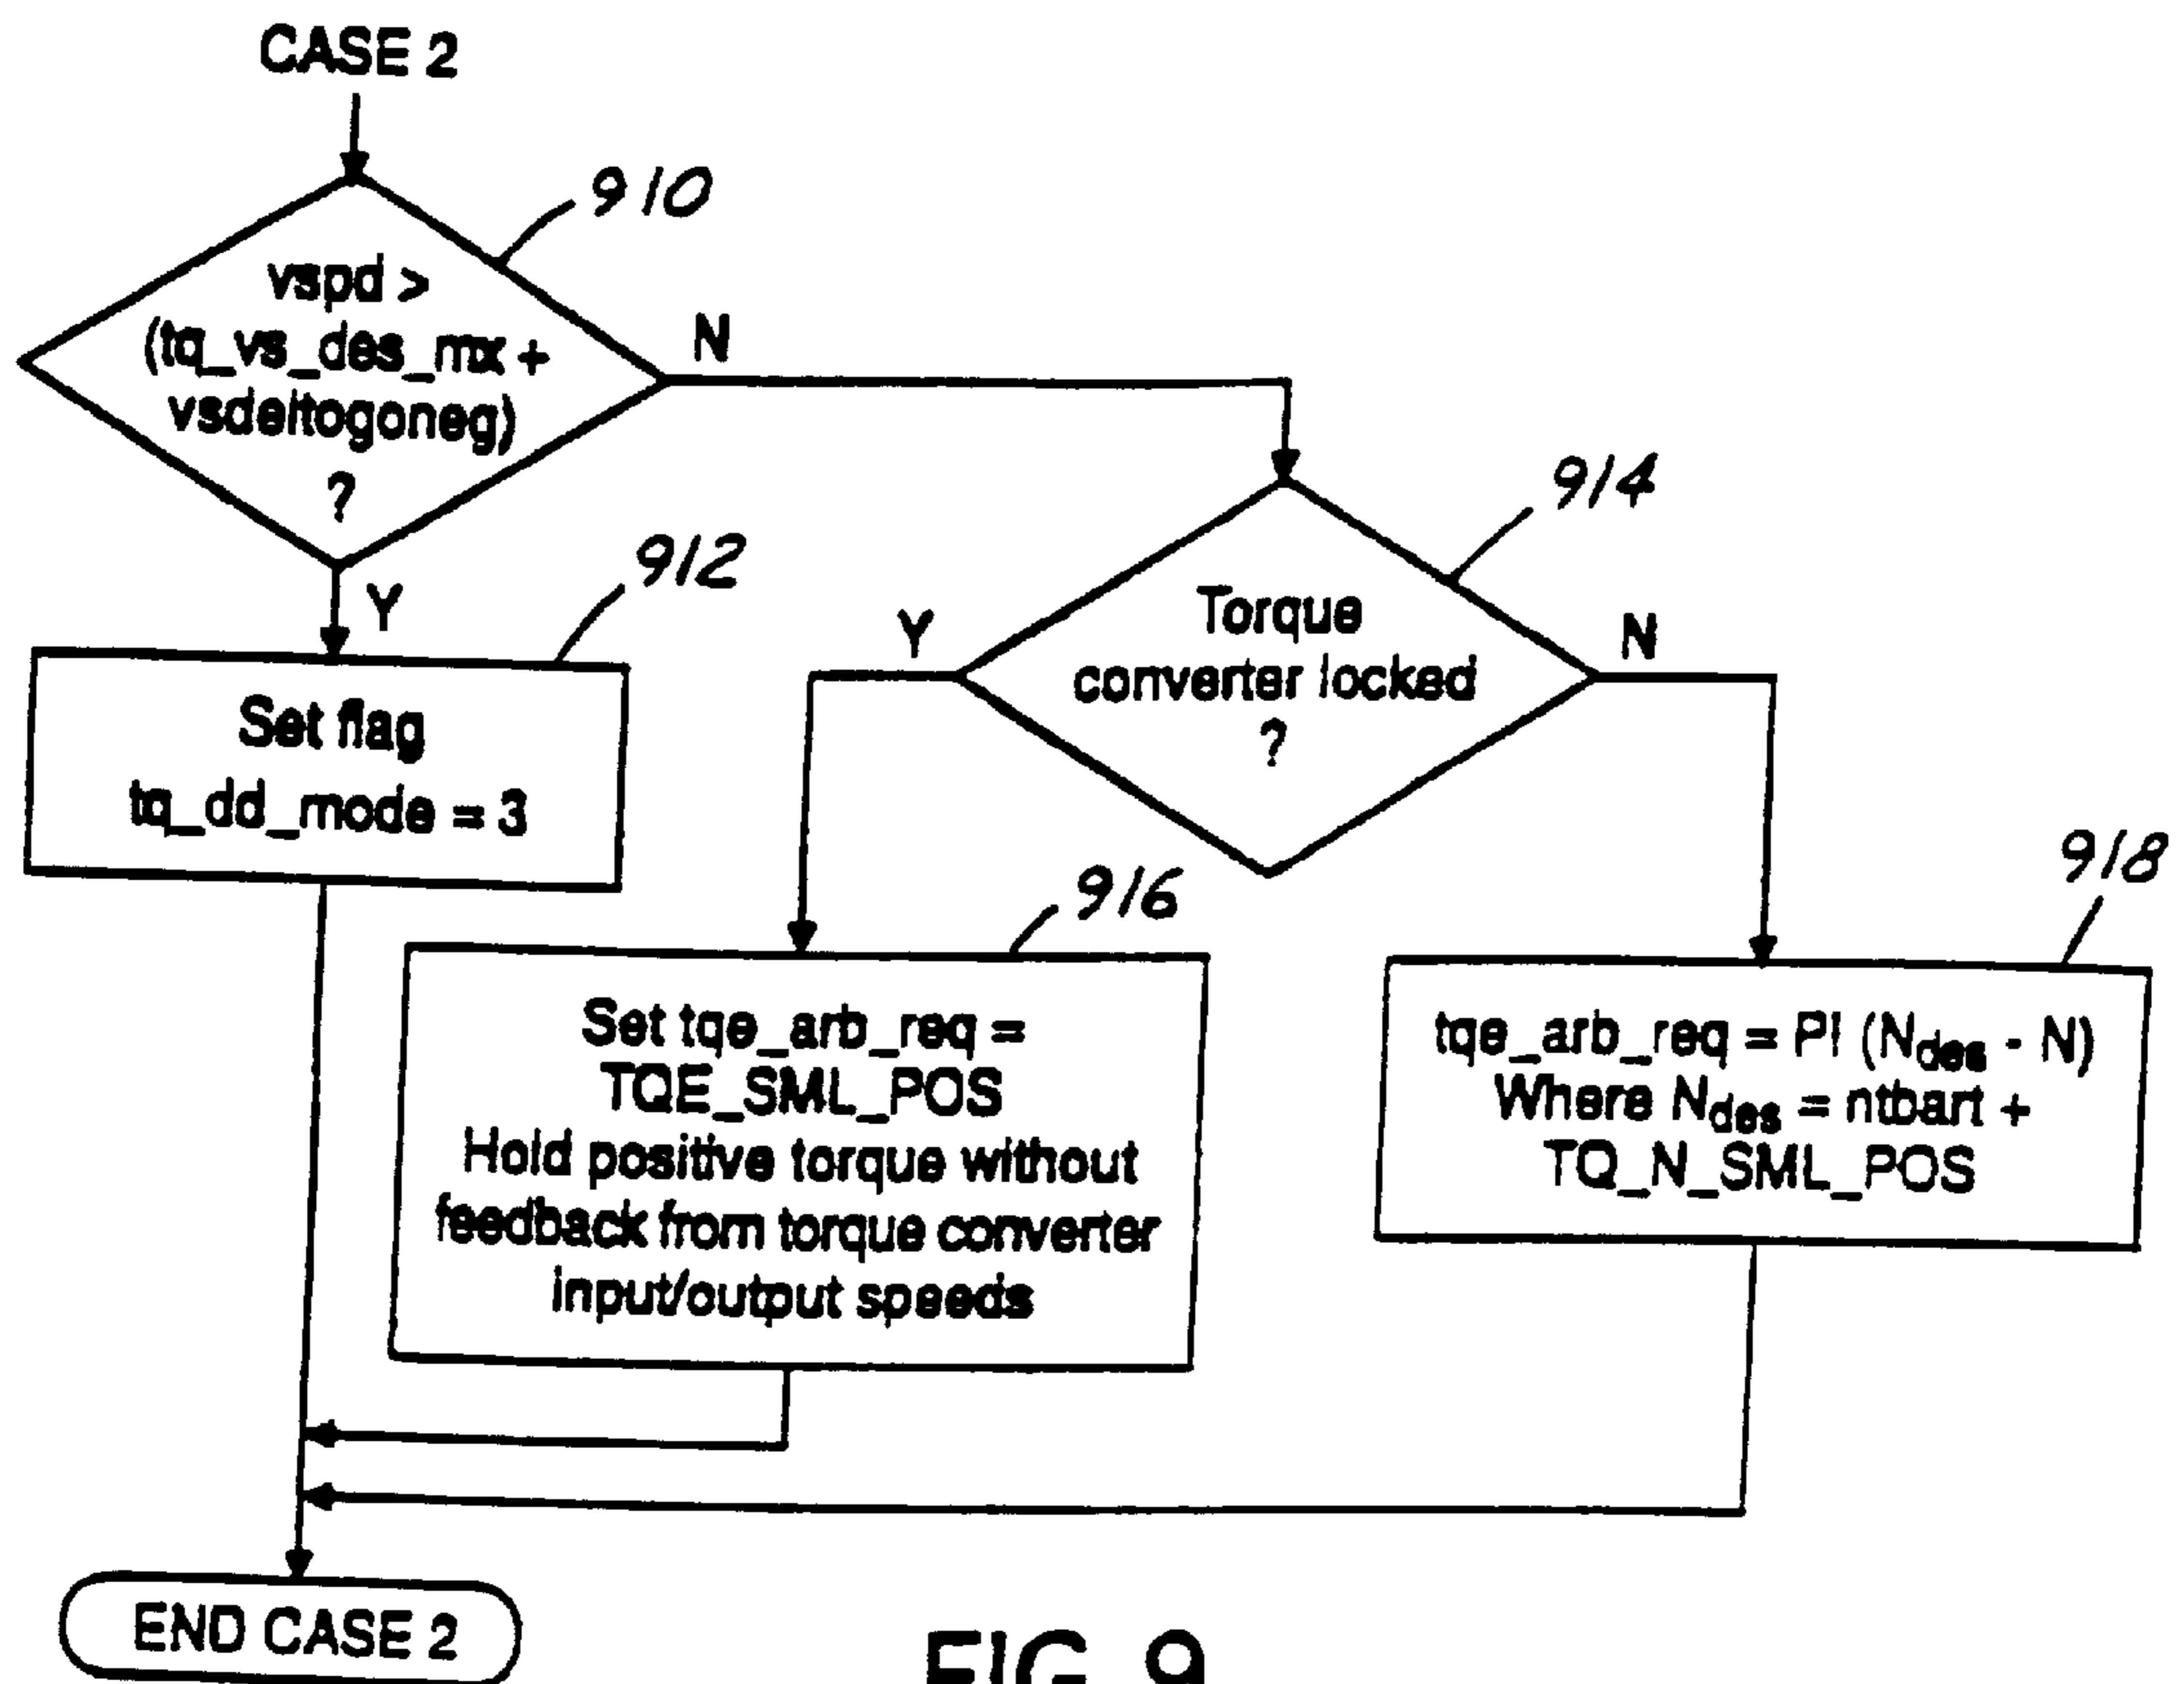 CASE 2
910
vspd >
(tq_vs_des_mx +
vsdeltogoneg)
?
N
Y
912
Set flag
tq_dd_mode = 3
914
Torque
converter locked
?
Y
N
916
Set tqe_arb_req =
TQE_SML_POS
Hold positive torque without
feedback from torque converter
input/output speeds
918
tqe_arb_req = PI (Ndes - N)
Where Ndes = ntbart +
TQ_N_SML_POS
END CASE 2
FIG. 9